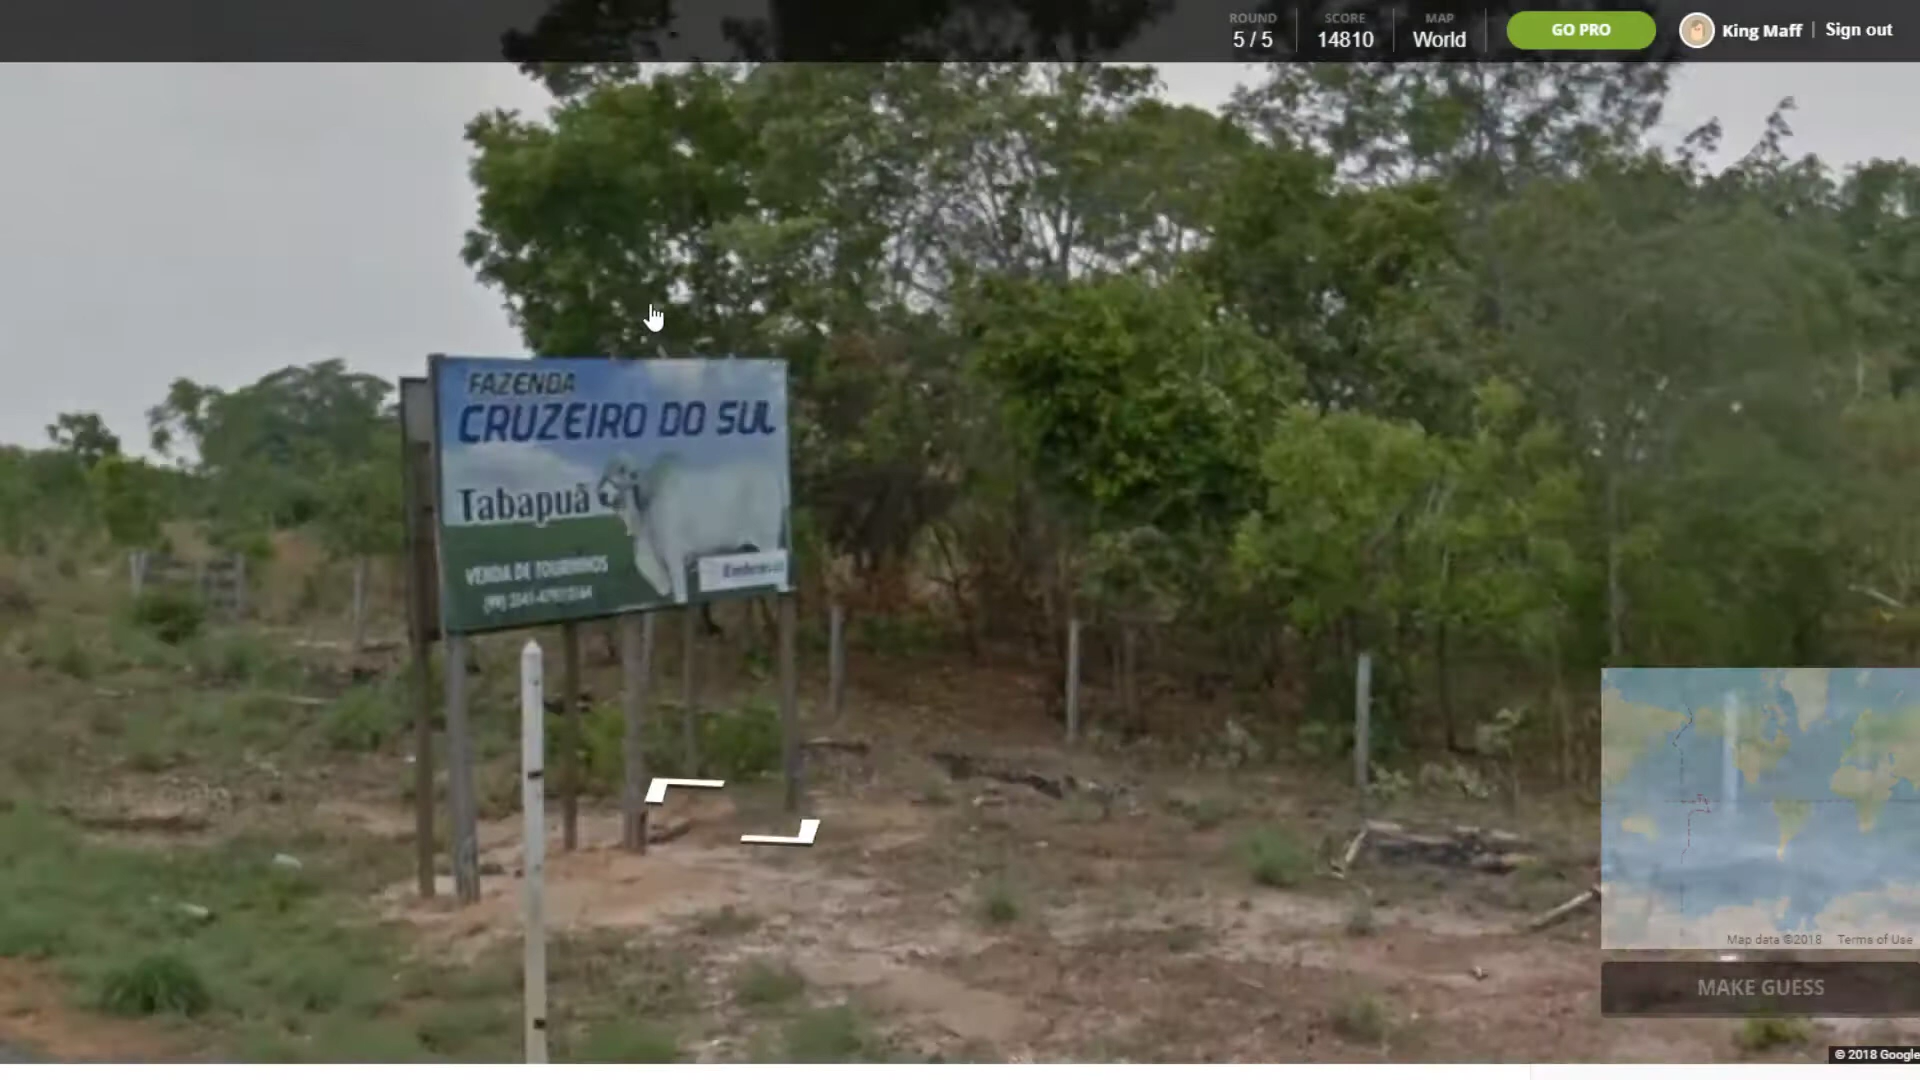 ROUND
5 / 5
SCORE
14810
MAP
World
GO PRO
King Maff
Sign out
FAZENDA
CRUZEIRO DO SUL
Tabapuã
VENDA DE TOURINHOS
(99)
Map data ©2018 Terms of Use
MAKE GUESS
© 2018 Google